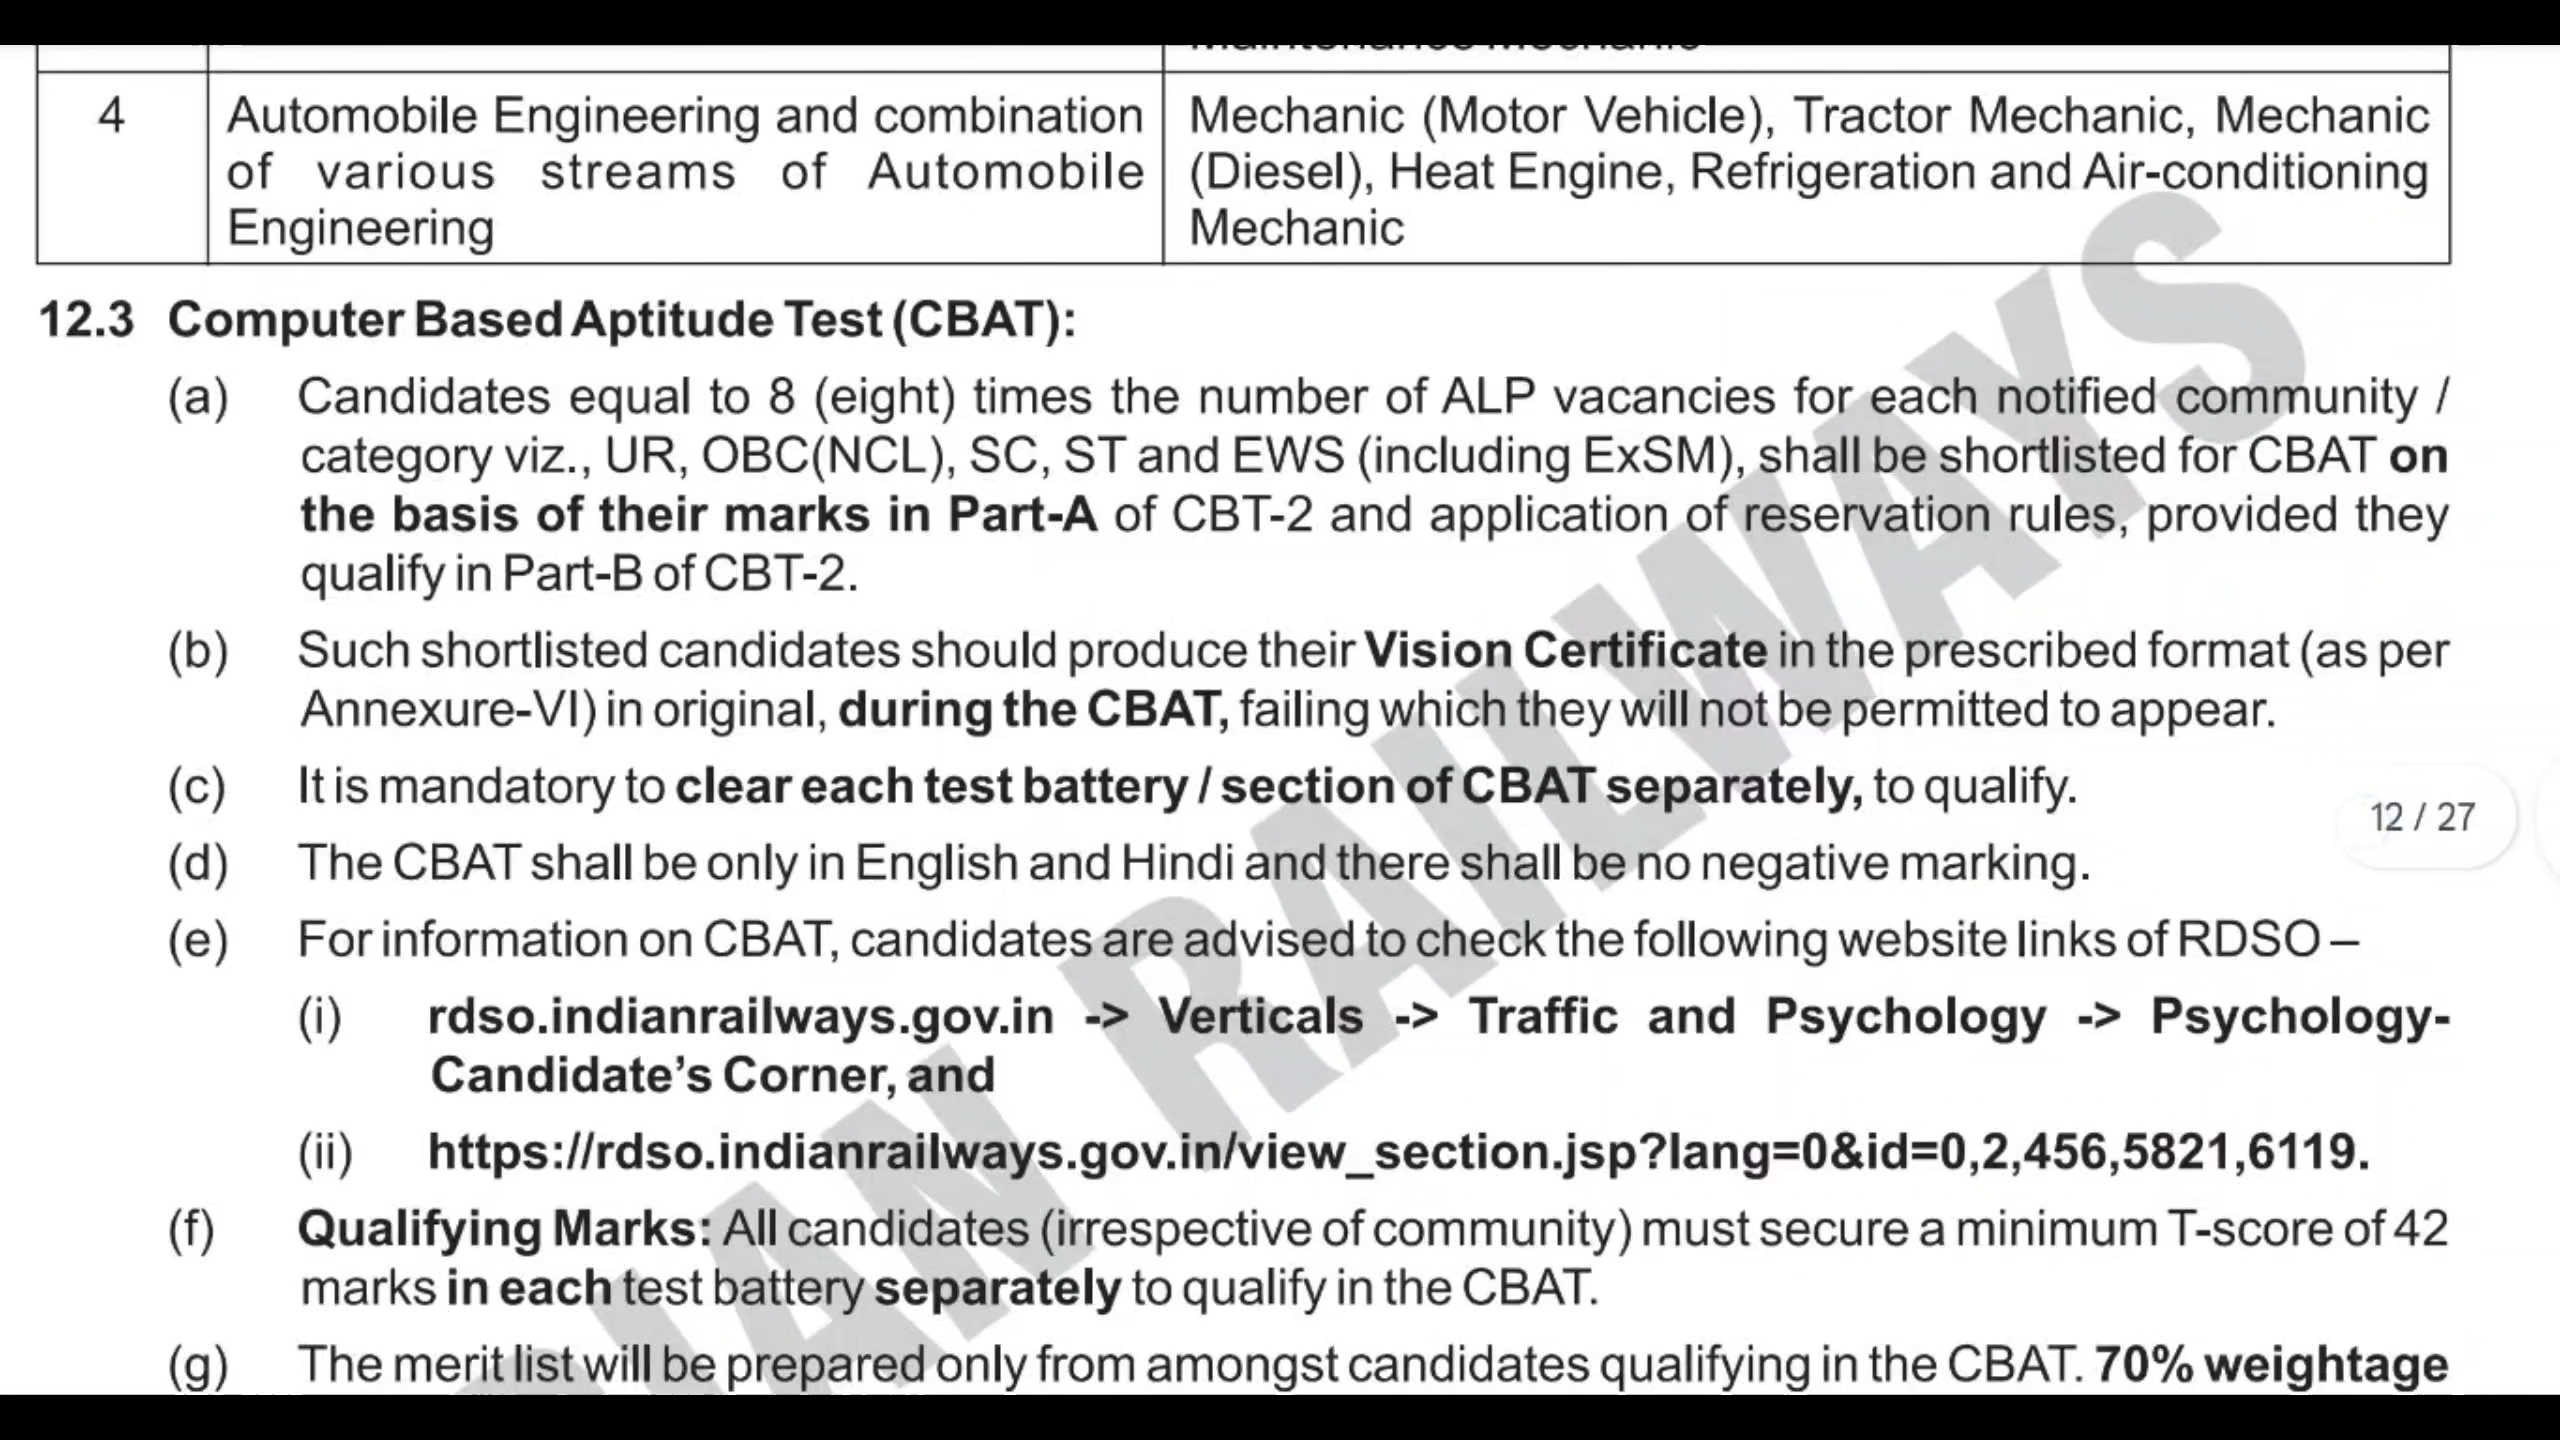 4
Automobile Engineering and combination
of various streams of Automobile
Engineering
Mechanic (Motor Vehicle), Tractor Mechanic, Mechanic
(Diesel), Heat Engine, Refrigeration and Air-conditioning
Mechanic
12.3 Computer Based Aptitude Test (CBAT):
(a) Candidates equal to 8 (eight) times the number of ALP vacancies for each notified community /
category viz., UR, OBC(NCL), SC, ST and EWS (including ExSM), shall be shortlisted for CBAT on
the basis of their marks in Part-A of CBT-2 and application of reservation rules, provided they
qualify in Part-B of CBT-2.
(b) Such shortlisted candidates should produce their Vision Certificate in the prescribed format (as per
Annexure-VI) in original, during the CBAT, failing which they will not be permitted to appear.
(c) It is mandatory to clear each test battery / section of CBAT separately, to qualify.
12 / 27
(d) The CBAT shall be only in English and Hindi and there shall be no negative marking.
(e) For information on CBAT, candidates are advised to check the following website links of RDSO –
(i) rdso.indianrailways.gov.in -> Verticals -> Traffic and Psychology -> Psychology-
Candidate’s Corner, and
(ii) https://rdso.indianrailways.gov.in/view_section.jsp?lang=0&id=0,2,456,5821,6119.
(f) Qualifying Marks: All candidates (irrespective of community) must secure a minimum T-score of 42
marks in each test battery separately to qualify in the CBAT.
(g) The merit list will be prepared only from amongst candidates qualifying in the CBAT. 70% weightage
RAILWAYS